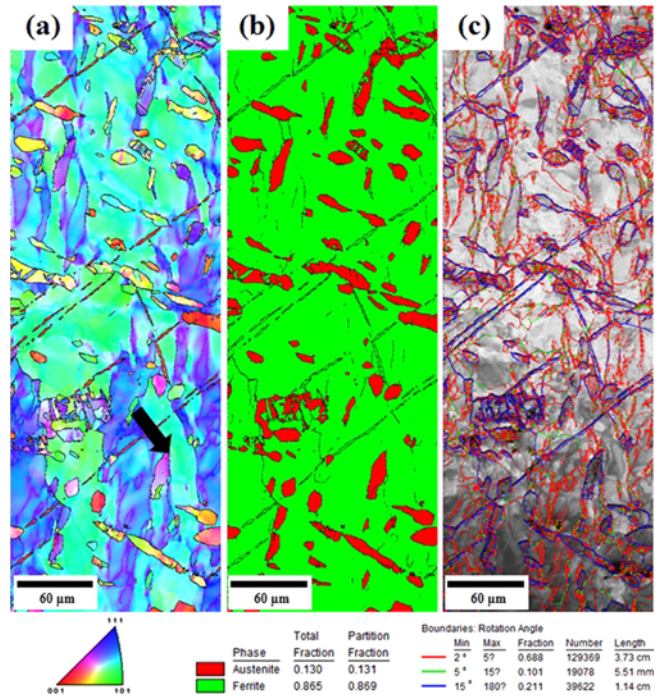 (a) (b) (c)
60 µm 60 µm 60 µm
111
001 101
Total Partition
Phase Fraction Fraction
Austenite 0.130 0.131
Ferrite 0.865 0.869
Boundaries: Rotation Angle
Min Max Fraction Number Length
2° 5? 0.688 129369 3.73 cm
5° 15? 0.101 19078 5.51 mm
15° 180? 0.211 39622 1.14 cm